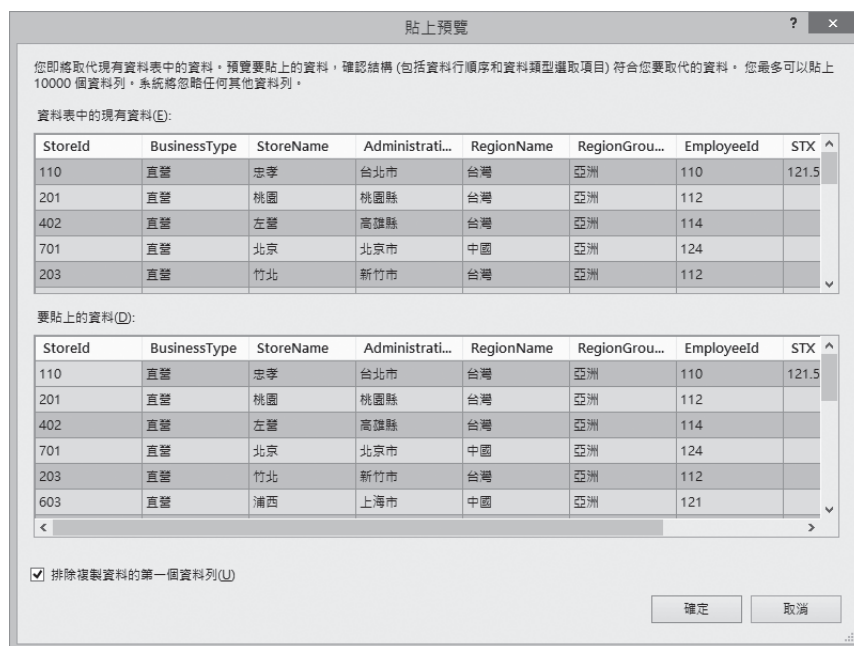 貼上預覽
? ×
您即將取代現有資料表中的資料。預覽要貼上的資料，確認結構 (包括資料行順序和資料類型選取項目) 符合您要取代的資料。 您最多可以貼上
10000 個資料列。系統將忽略任何其他資料列。
資料表中的現有資料(E):
StoreId BusinessType StoreName Administrati... RegionName RegionGrou... EmployeeId STX
110 直營 忠孝 台北市 台灣 亞洲 110 121.5
201 直營 桃園 桃園縣 台灣 亞洲 112
402 直營 左營 高雄縣 台灣 亞洲 114
701 直營 北京 北京市 中國 亞洲 124
203 直營 竹北 新竹市 台灣 亞洲 112
要貼上的資料(D):
StoreId BusinessType StoreName Administrati... RegionName RegionGrou... EmployeeId STX
110 直營 忠孝 台北市 台灣 亞洲 110 121.5
201 直營 桃園 桃園縣 台灣 亞洲 112
402 直營 左營 高雄縣 台灣 亞洲 114
701 直營 北京 北京市 中國 亞洲 124
203 直營 竹北 新竹市 台灣 亞洲 112
603 直營 浦西 上海市 中國 亞洲 121
排除複製資料的第一個資料列(U)
確定 取消